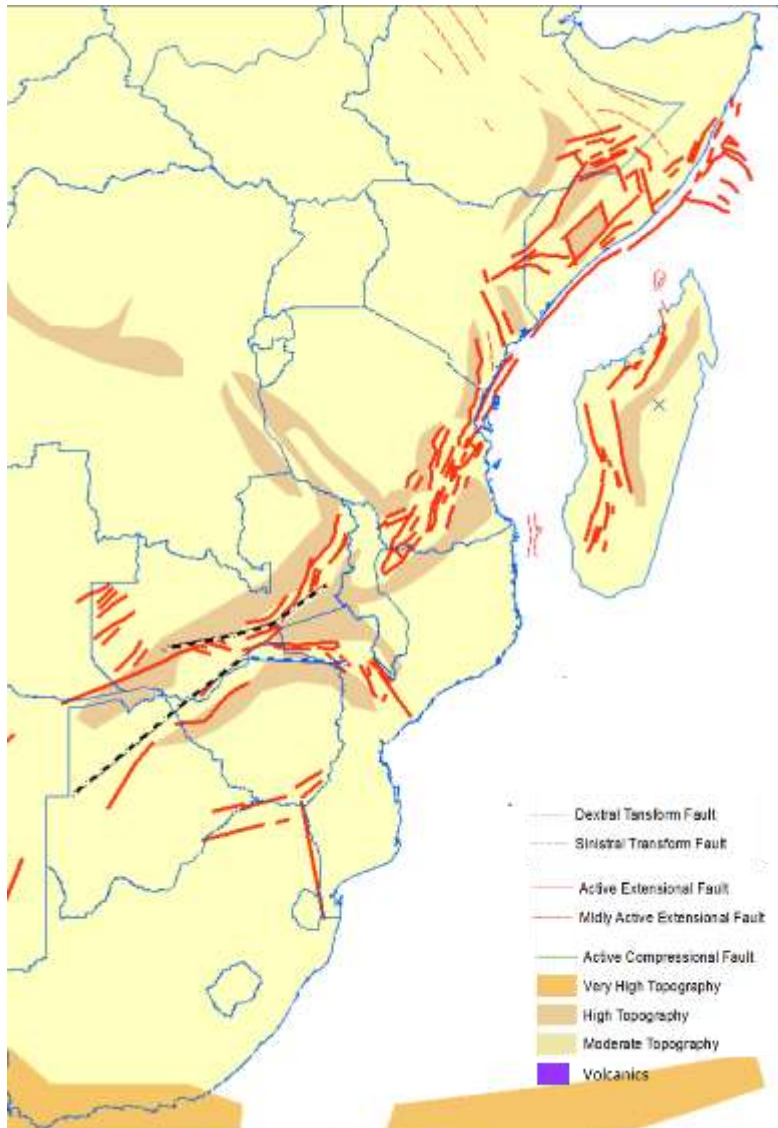 Dextral Tansform Fault
Sinistral Transform Fault
Active Extensional Fault
Midly Active Extensional Fault
Active Compressional Fault
Very High Topography
High Topography
Moderate Topography
Volcanics